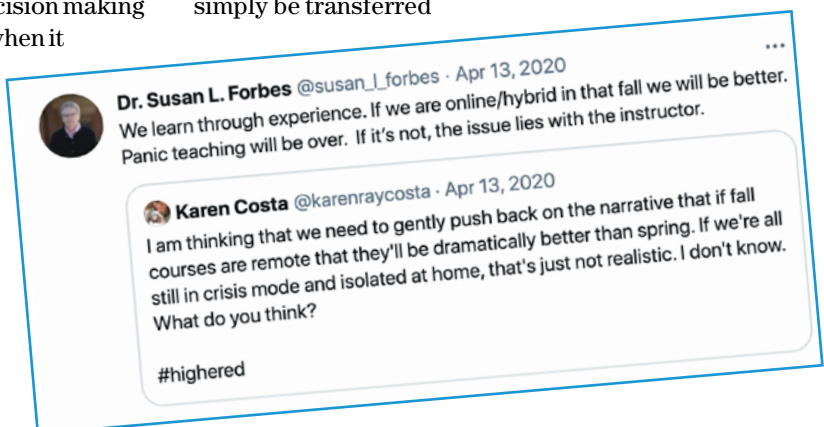 cision making
when it
simply be transferred
Dr. Susan L. Forbes @susan_l_forbes · Apr 13, 2020
We learn through experience. If we are online/hybrid in that fall we will be better.
Panic teaching will be over. If it's not, the issue lies with the instructor.
Karen Costa @karenraycosta · Apr 13, 2020
I am thinking that we need to gently push back on the narrative that if fall
courses are remote that they'll be dramatically better than spring. If we're all
still in crisis mode and isolated at home, that's just not realistic. I don't know.
What do you think?
#highered